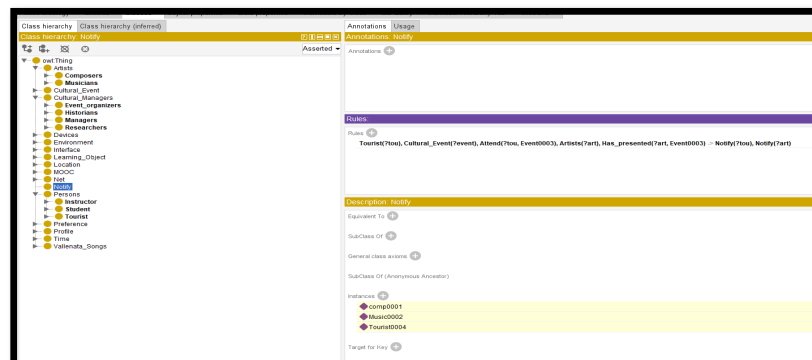 Class hierarchy Class hierarchy (inferred)
Class hierarchy: Notify
Asserted
owl:Thing
Artists
Composers
Musicians
Cultural_Event
Cultural_Managers
Event_organizers
Historians
Managers
Researchers
Devices
Environment
Interface
Learning_Object
Location
MOOC
Net
Notify
Persons
Instructor
Student
Tourist
Preference
Profile
Time
Vallenata_Songs
Annotations Usage
Annotations: Notify
Annotations
Rules:
Rules
Tourist(?tou), Cultural_Event(?event), Attend(?tou, Event0003), Artists(?art), Has_presented(?art, Event0003) -> Notify(?tou), Notify(?art)
Description: Notify
Equivalent To
SubClass Of
General class axioms
SubClass Of (Anonymous Ancestor)
Instances
comp0001
Music0002
Tourist0004
Target for Key